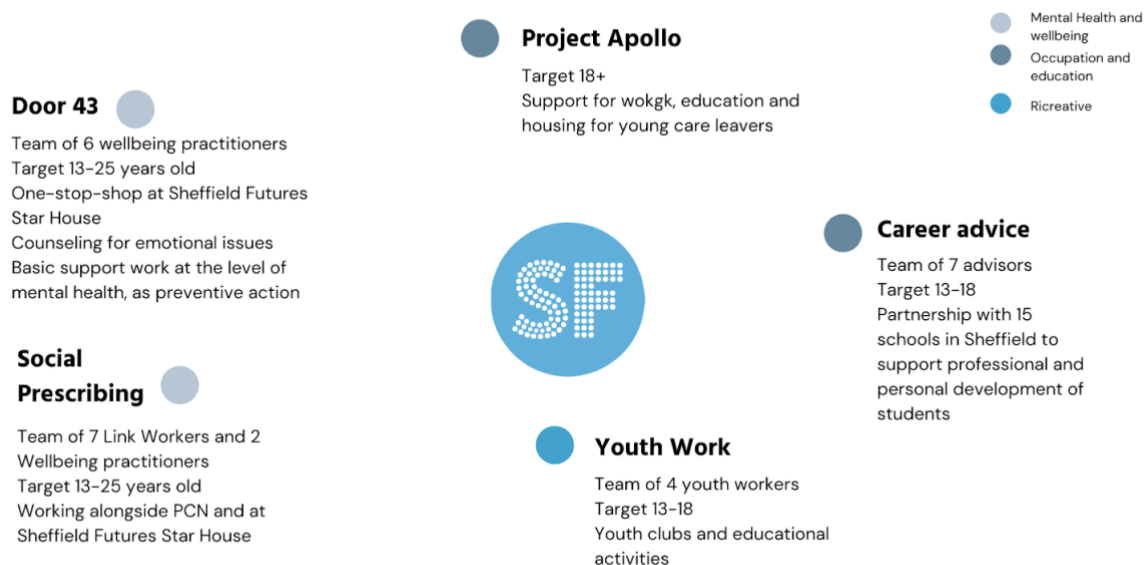 Project Apollo
Target 18+
Support for wokgk, education and
housing for young care leavers
Mental Health and
wellbeing
Occupation and
education
Ricreative
Door 43
Team of 6 wellbeing practitioners
Target 13-25 years old
One-stop-shop at Sheffield Futures
Star House
Counseling for emotional issues
Basic support work at the level of
mental health, as preventive action
SF
Career advice
Team of 7 advisors
Target 13-18
Partnership with 15
schools in Sheffield to
support professional and
personal development of
students
Social
Prescribing
Team of 7 Link Workers and 2
Wellbeing practitioners
Target 13-25 years old
Working alongside PCN and at
Sheffield Futures Star House
Youth Work
Team of 4 youth workers
Target 13-18
Youth clubs and educational
activities